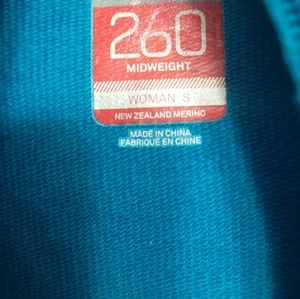 260
MIDWEIGHT
WOMAN S
NEW ZEALAND MERINO
MADE IN CHINA
FABRIQUÉ EN CHINE